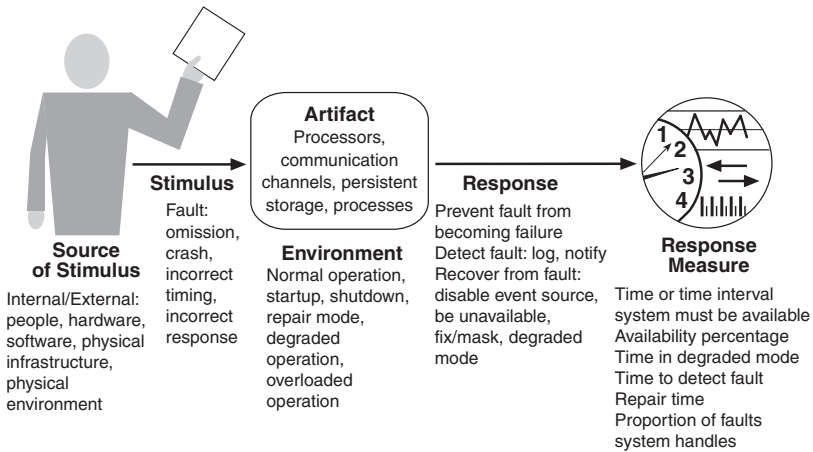 Source
of Stimulus
Internal/External:
people, hardware,
software, physical
infrastructure,
physical
environment
Stimulus
Fault:
omission,
crash,
incorrect
timing,
incorrect
response
Artifact
Processors,
communication
channels, persistent
storage, processes
Environment
Normal operation,
startup, shutdown,
repair mode,
degraded
operation,
overloaded
operation
Response
Prevent fault from
becoming failure
Detect fault: log, notify
Recover from fault:
disable event source,
be unavailable,
fix/mask, degraded
mode
1
2
3
4
Response
Measure
Time or time interval
system must be available
Availability percentage
Time in degraded mode
Time to detect fault
Repair time
Proportion of faults
system handles